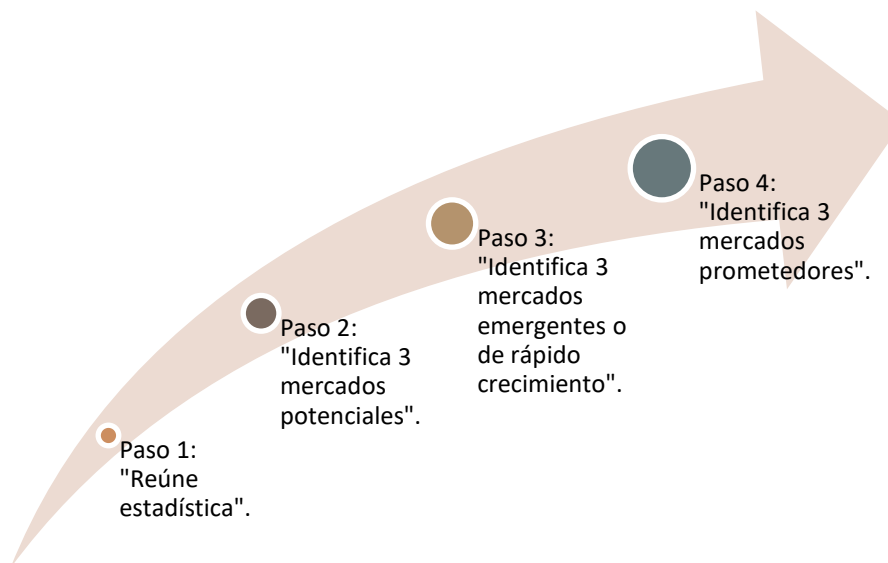 Paso 1:
"Reúne
estadística".
Paso 2:
"Identifica 3
mercados
potenciales".
Paso 3:
"Identifica 3
mercados
emergentes o
de rápido
crecimiento".
Paso 4:
"Identifica 3
mercados
prometedores".